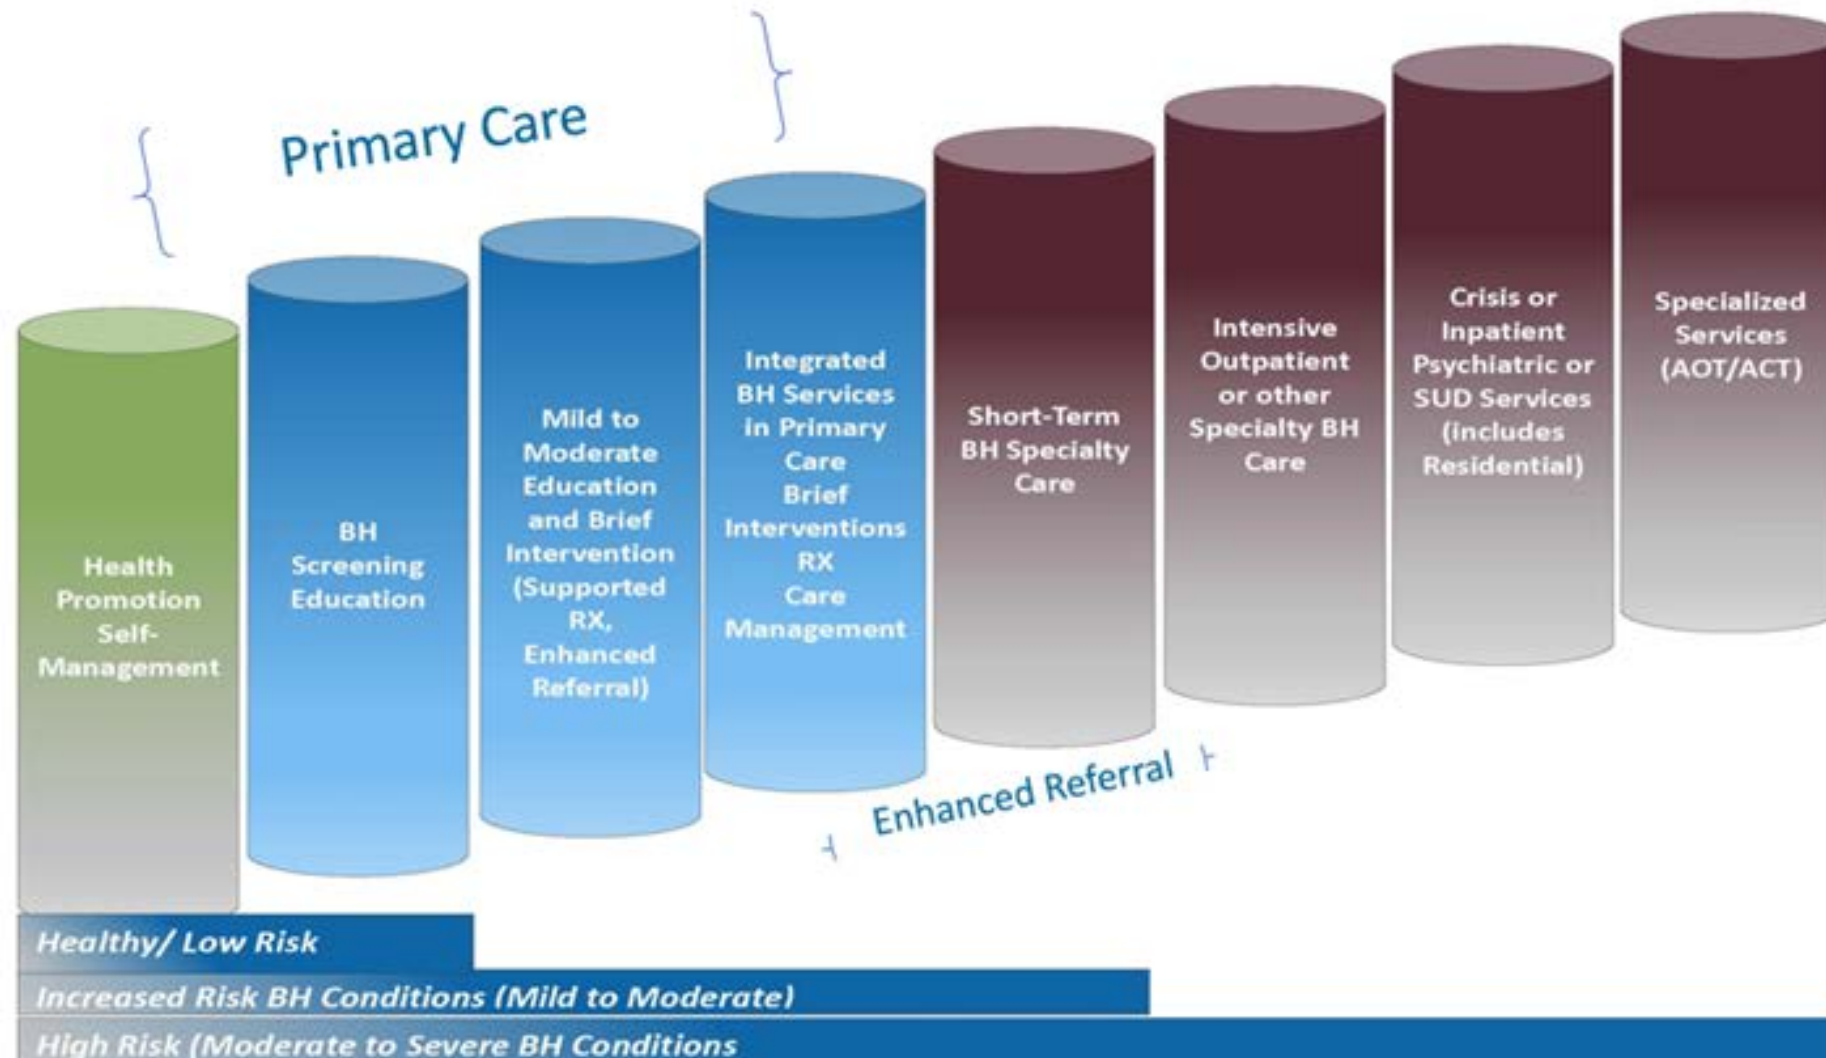 Primary Care
Health
Promotion
Self-
Management
BH
Screening
Education
Mild to
Moderate
Education
and Brief
Intervention
(Supported
RX,
Enhanced
Referral)
Integrated
BH Services
in Primary
Care
Brief
Interventions
RX
Care
Management
Short-Term
BH Specialty
Care
Intensive
Outpatient
or other
Specialty BH
Care
Crisis or
Inpatient
Psychiatric or
SUD Services
(includes
Residential)
Specialized
Services
(AOT/ACT)
Enhanced Referral
Healthy/ Low Risk
Increased Risk BH Conditions (Mild to Moderate)
High Risk (Moderate to Severe BH Conditions